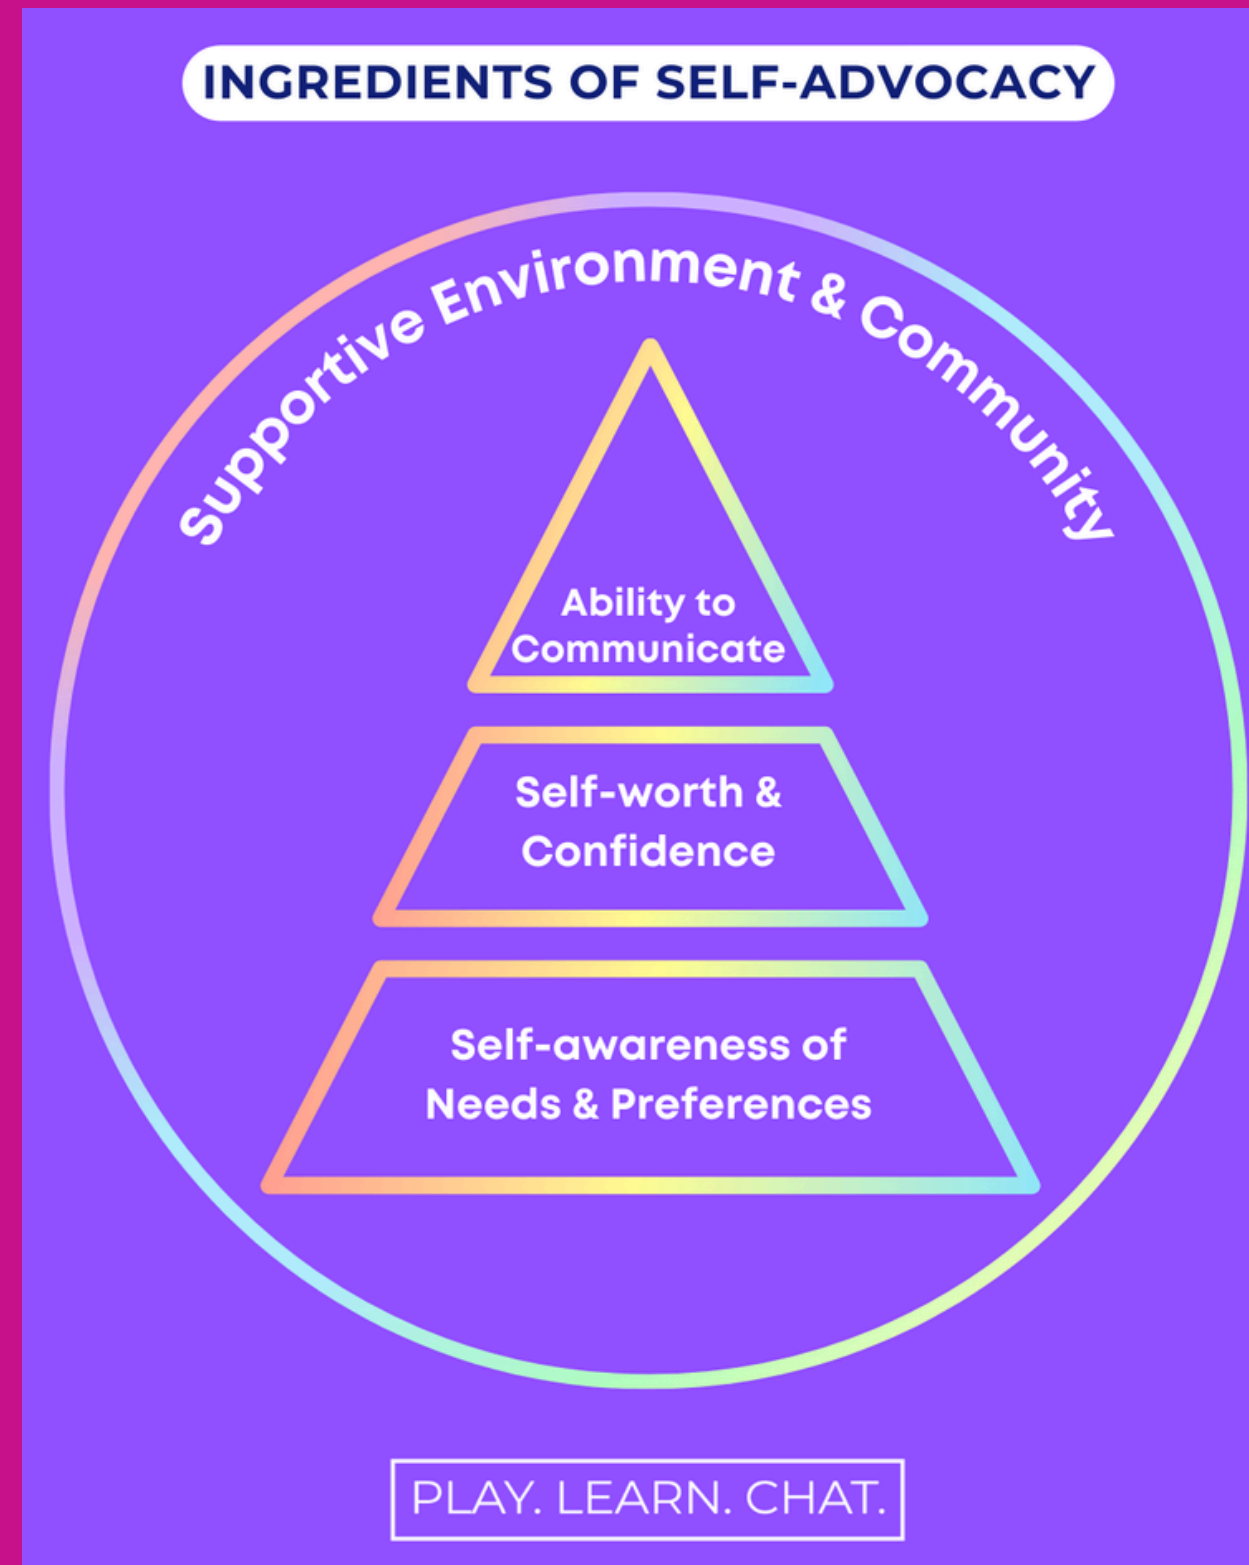 INGREDIENTS OF SELF-ADVOCACY
Supportive Environment & Community
Ability to
Communicate
Self-worth &
Confidence
Self-awareness of
Needs & Preferences
PLAY. LEARN. CHAT.